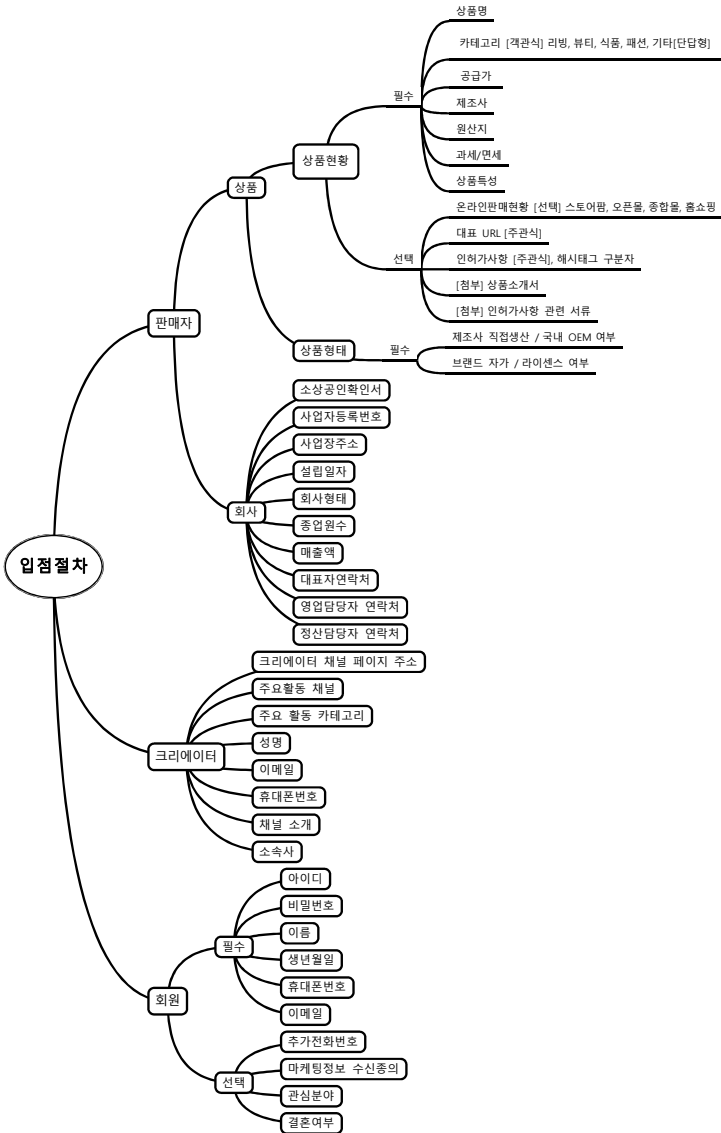 상품명
카테고리 [객관식] 리빙, 뷰티, 식품, 패션, 기타[단답형]
공급가
필수
제조사
원산지
상품현황
과세/면세
상품
상품특성
온라인판매현황 [선택] 스토어팜, 오픈몰, 종합몰, 홈쇼핑
대표 URL [주관식]
선택
인허가사항 [주관식], 해시태그 구분자
[첨부] 상품소개서
[첨부] 인허가사항 관련 서류
판매자
상품형태
필수
제조사 직접생산 / 국내 OEM 여부
브랜드 자가 / 라이센스 여부
소상공인확인서
사업자등록번호
사업장주소
설립일자
회사
회사형태
종업원수
매출액
대표자연락처
영업담당자 연락처
정산담당자 연락처
입점절차
크리에이터 채널 페이지 주소
주요활동 채널
주요 활동 카테고리
크리에이터
성명
이메일
휴대폰번호
채널 소개
소속사
아이디
비밀번호
필수
이름
생년월일
휴대폰번호
이메일
회원
추가전화번호
선택
마케팅정보 수신종의
관심분야
결혼여부